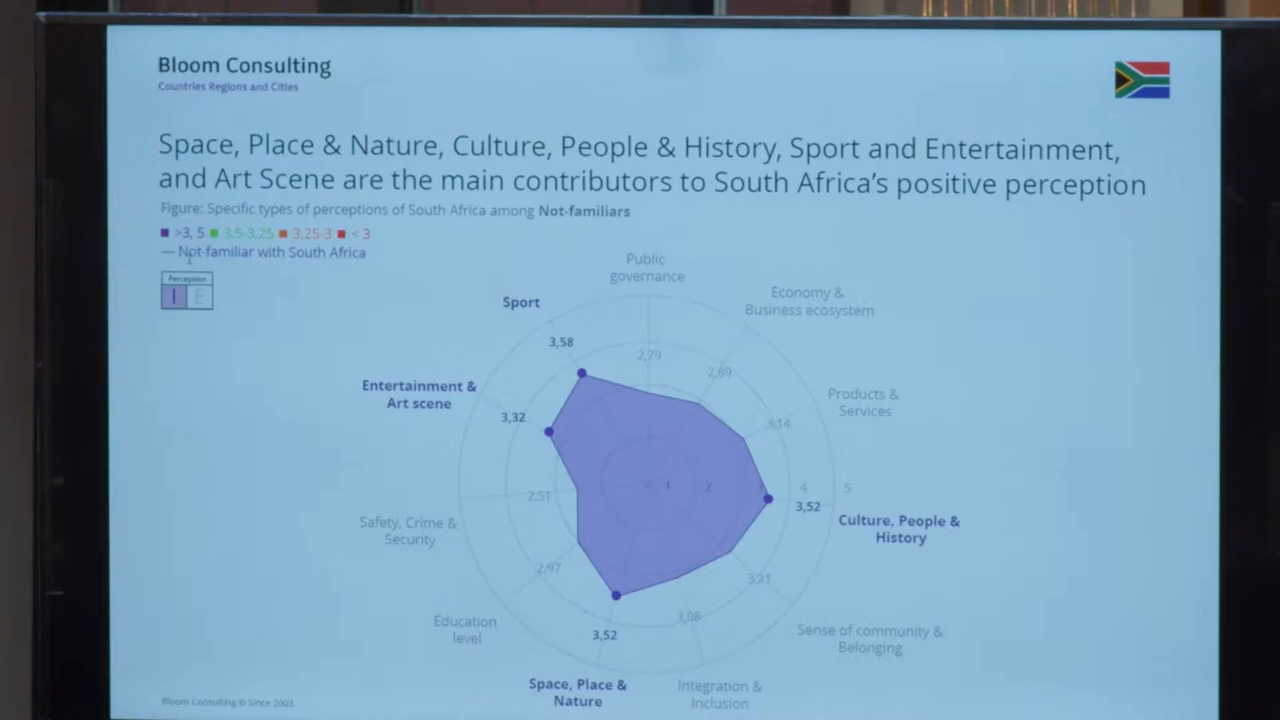 Bloom Consulting
Countries Regions and Cities
Space, Place & Nature, Culture, People & History, Sport and Entertainment,
and Art Scene are the main contributors to South Africa's positive perception
Figure: Specific types of perceptions of South Africa among Not-familiars
>3, 5 3,5-3,25 3,25-3 < 3
— Not-familiar with South Africa
Perception
I E
Public
governance
2,79
Economy &
Business ecosystem
2,89
Products &
Services
3,14
1 2 4 5
3,52
Culture, People &
History
3,21
Sense of community &
Belonging
3,08
Integration &
Inclusion
3,52
Space, Place &
Nature
2,97
Education
level
2,51
Safety, Crime &
Security
3,32
Entertainment &
Art scene
3,58
Sport
Bloom Consulting © Since 2003